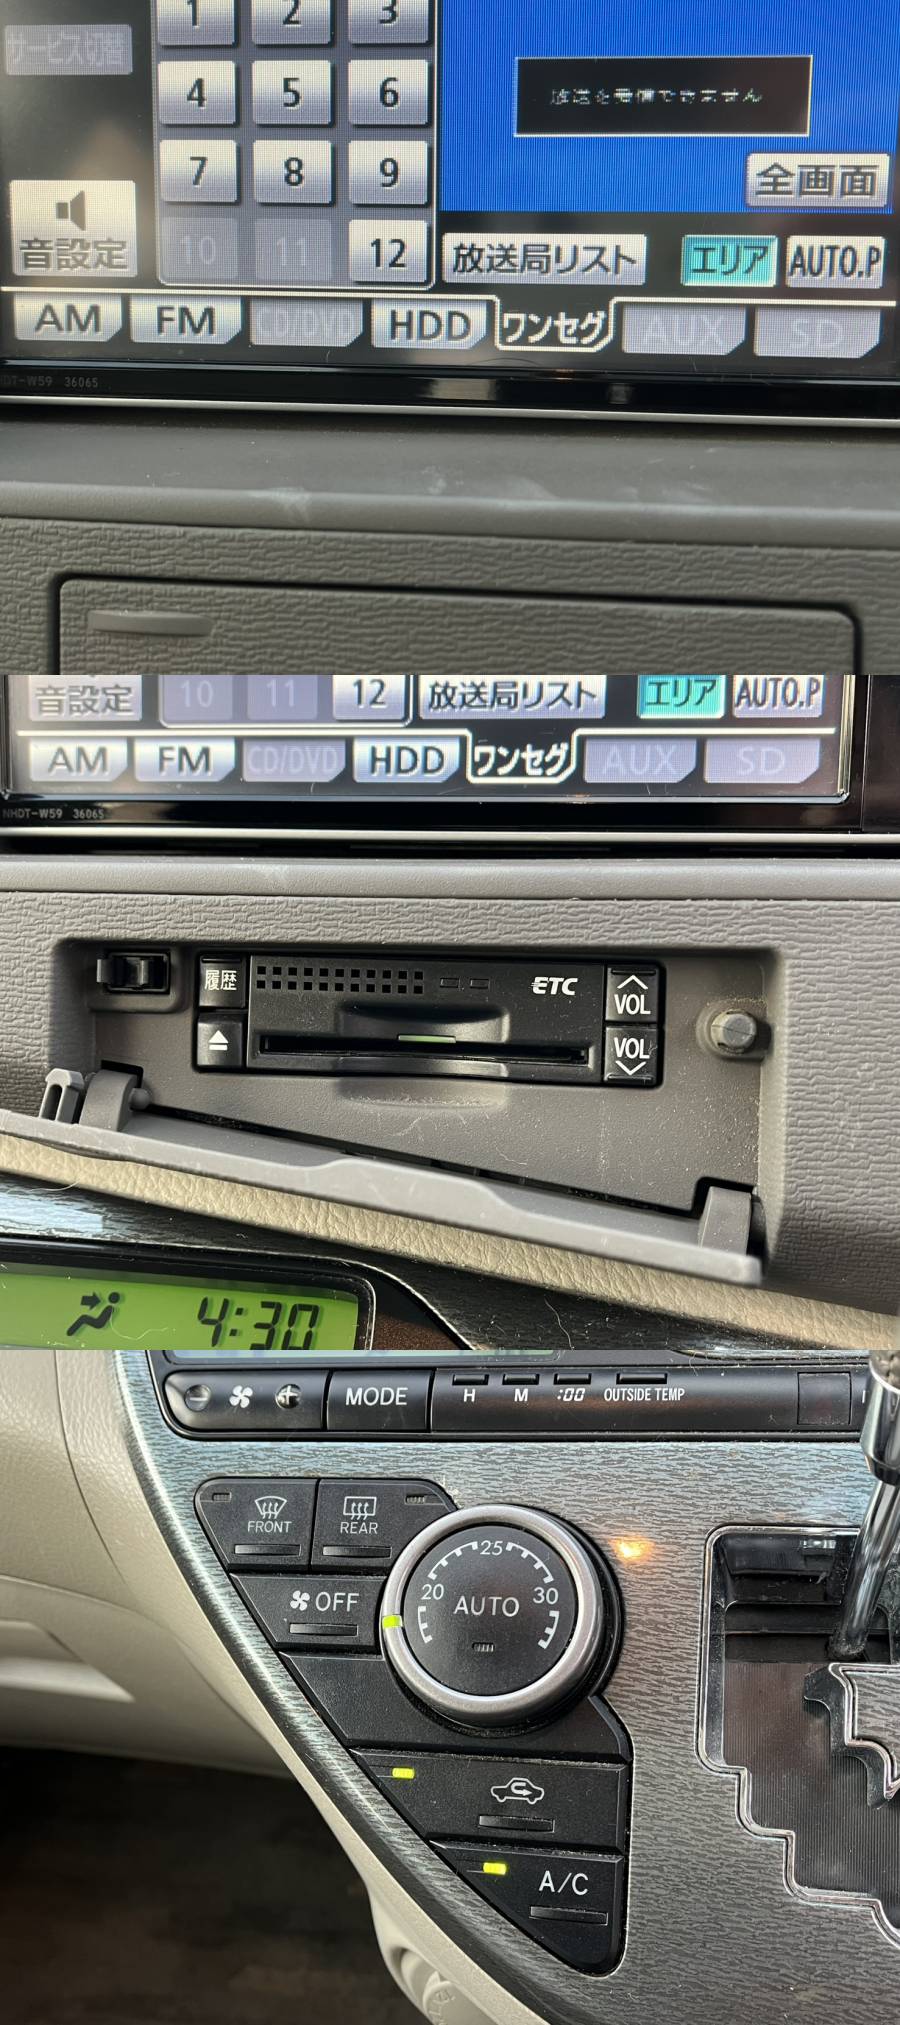 1 2 3
サービス切替
4 5 6
放送を受信できません
7 8 9
全画面
音設定
10 11 12
放送局リスト エリア AUTO.P
AM FM CD/DVD HDD ワンセグ AUX SD
DT-W59 36065
音設定 10 11 12 放送局リスト エリア AUTO.P
AM FM CD/DVD HDD ワンセグ AUX SD
NHDT-W59 36065
履歴 ETC VOL
VOL
4:30
MODE H M :00 OUTSIDE TEMP
FRONT REAR
25
20 30
OFF AUTO
A/C